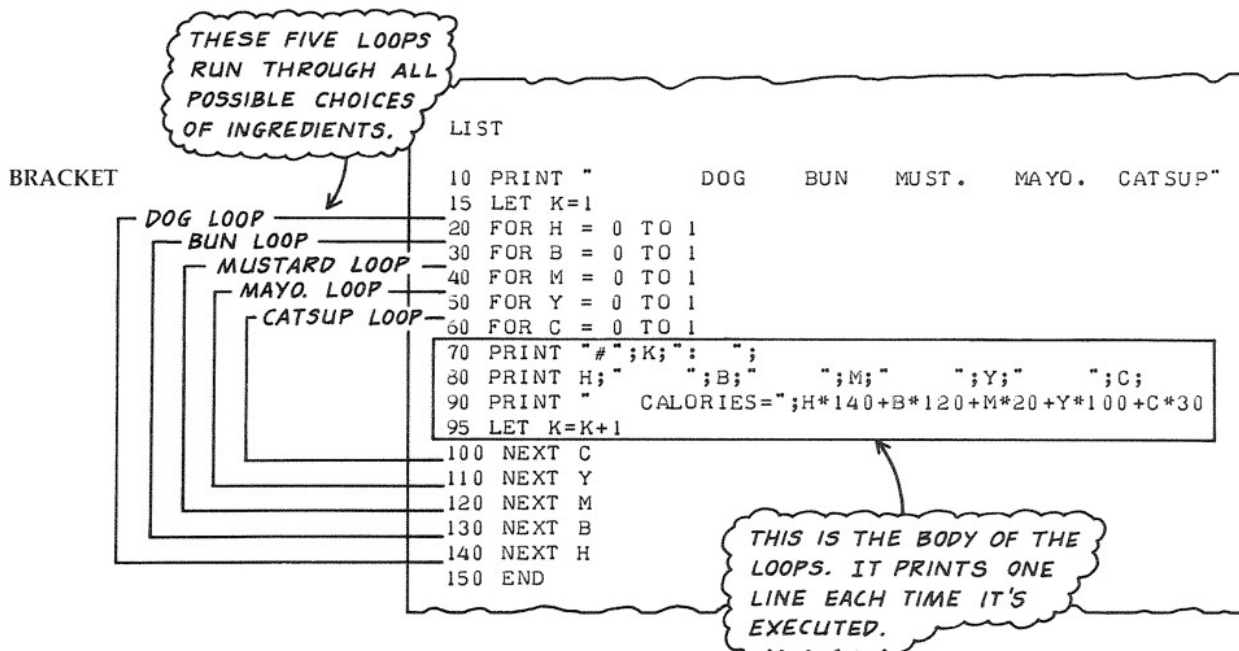 THESE FIVE LOOPS
RUN THROUGH ALL
POSSIBLE CHOICES
OF INGREDIENTS.
BRACKET
DOG LOOP
BUN LOOP
MUSTARD LOOP
MAYO. LOOP
CATSUP LOOP
LIST
10 PRINT "        DOG    BUN    MUST.    MAYO.   CATSUP"
15 LET K=1
20 FOR H = 0 TO 1
30 FOR B = 0 TO 1
40 FOR M = 0 TO 1
50 FOR Y = 0 TO 1
60 FOR C = 0 TO 1
70 PRINT "#";K;":  ";
80 PRINT H;"    ";B;"     ";M;"     ";Y;"     ";C;
90 PRINT "   CALORIES=";H*140+B*120+M*20+Y*100+C*30
95 LET K=K+1
100 NEXT C
110 NEXT Y
120 NEXT M
130 NEXT B
140 NEXT H
150 END
THIS IS THE BODY OF THE
LOOPS. IT PRINTS ONE
LINE EACH TIME IT'S
EXECUTED.